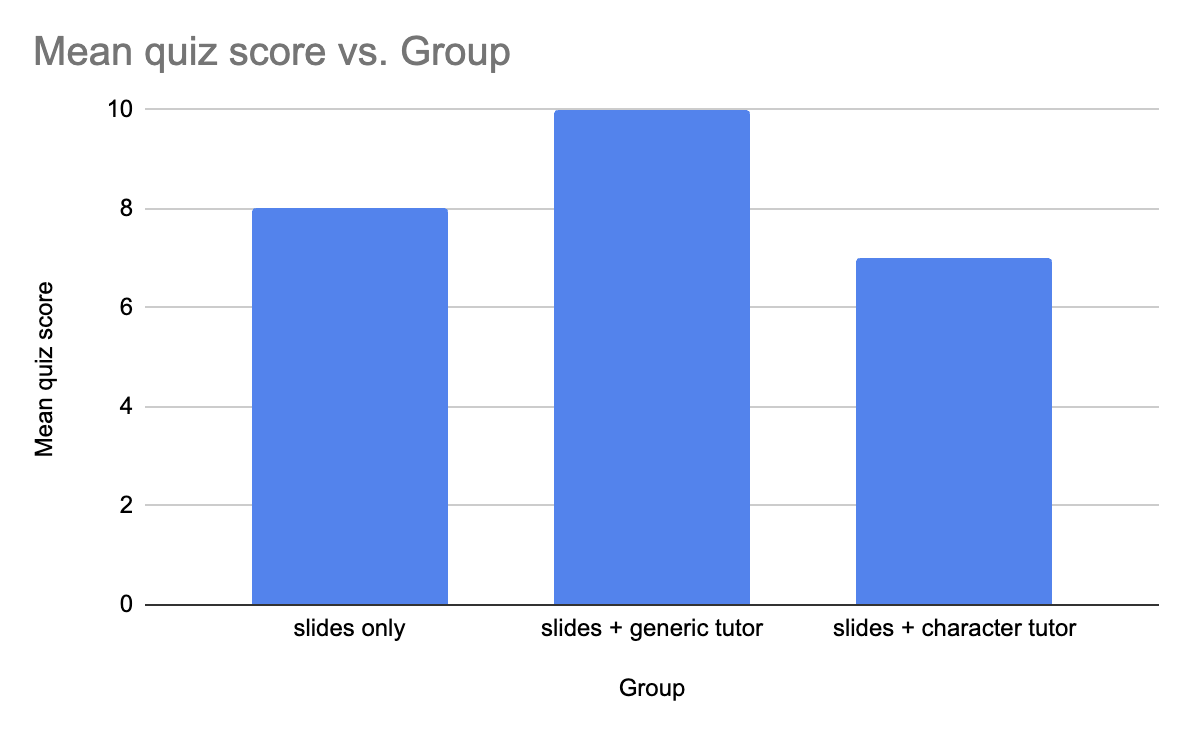 Mean quiz score vs. Group
Mean quiz score
10
8
6
4
2
0
slides only
slides + generic tutor
slides + character tutor
Group